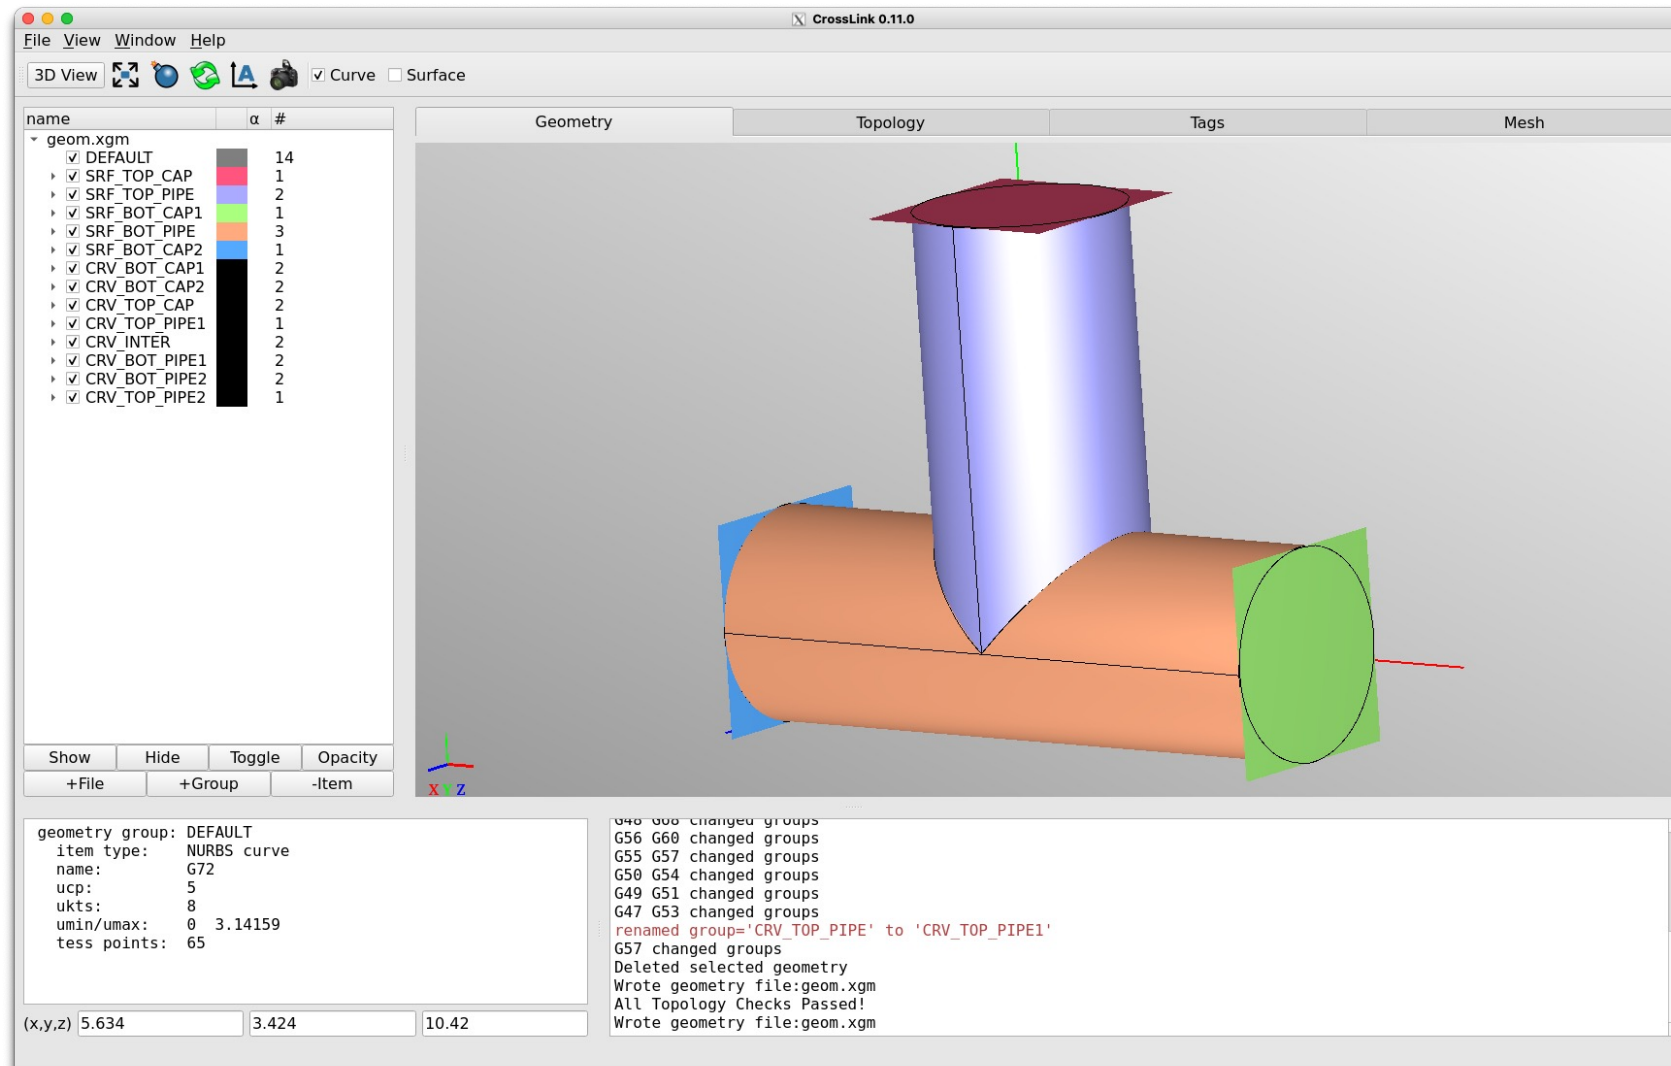 CrossLink 0.11.0
File View Window Help
3D View Curve Surface
name α #
geom.xgm
DEFAULT 14
SRF_TOP_CAP 1
SRF_TOP_PIPE 2
SRF_BOT_CAP1 1
SRF_BOT_PIPE 3
SRF_BOT_CAP2 1
CRV_BOT_CAP1 2
CRV_BOT_CAP2 2
CRV_TOP_CAP 2
CRV_TOP_PIPE1 1
CRV_INTER 2
CRV_BOT_PIPE1 2
CRV_BOT_PIPE2 2
CRV_TOP_PIPE2 1
Show Hide Toggle Opacity
+File +Group -Item
Geometry Topology Tags Mesh
X Y Z
geometry group: DEFAULT
item type: NURBS curve
name: G72
ucp: 5
ukts: 8
umin/umax: 0 3.14159
tess points: 65
(x,y,z) 5.634 3.424 10.42
G48 G68 changed groups
G56 G60 changed groups
G55 G57 changed groups
G50 G54 changed groups
G49 G51 changed groups
G47 G53 changed groups
renamed group='CRV_TOP_PIPE' to 'CRV_TOP_PIPE1'
G57 changed groups
Deleted selected geometry
Wrote geometry file:geom.xgm
All Topology Checks Passed!
Wrote geometry file:geom.xgm